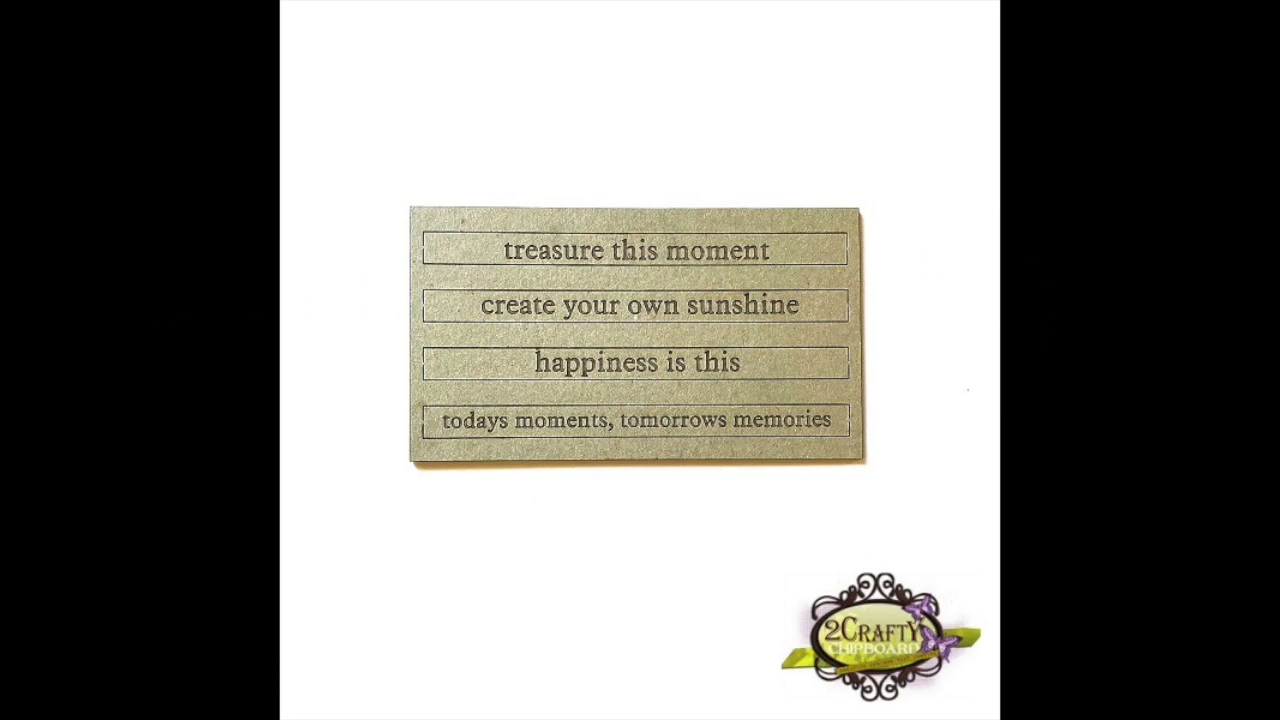 treasure this moment
create your own sunshine
happiness is this
todays moments, tomorrows memories
2CRAFTY
CHIPBOARD